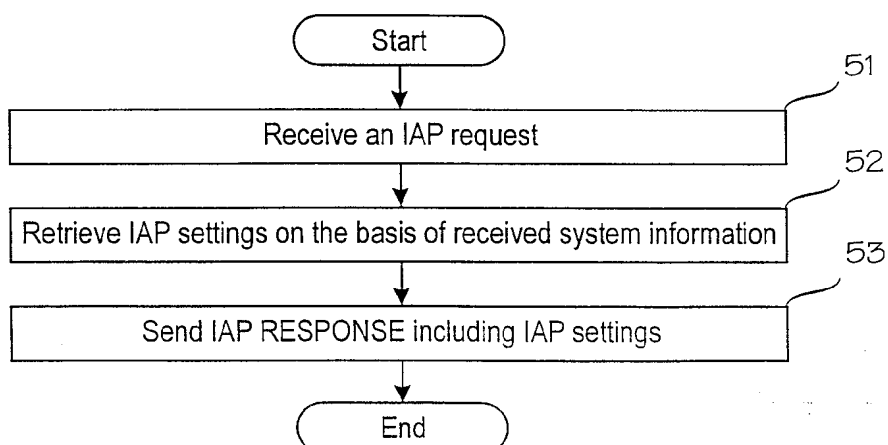 Start
51
Receive an IAP request
52
Retrieve IAP settings on the basis of received system information
53
Send IAP RESPONSE including IAP settings
End